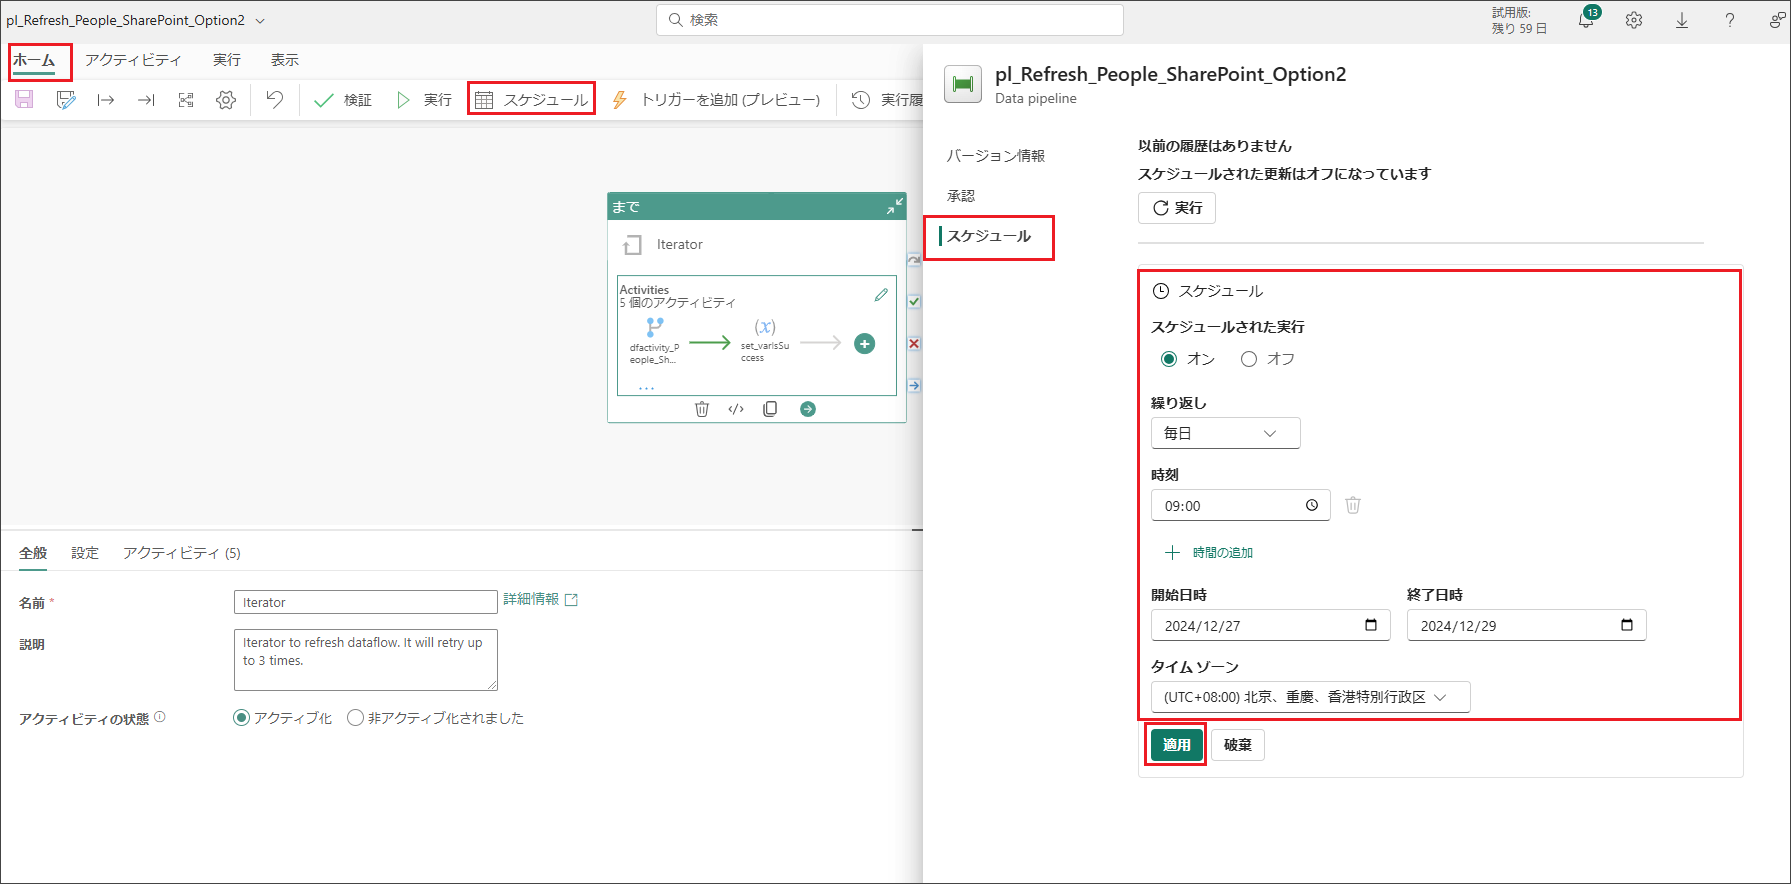 pl_Refresh_People_SharePoint_Option2
検索
試用版:
残り 59 日
13
ホーム
アクティビティ
実行
表示
検証
実行
スケジュール
トリガーを追加 (プレビュー)
実行履
まで
Iterator
Activities
5 個のアクティビティ
dfactivity_P
eople_Sh...
(x)
set_varIsSu
ccess
...
全般
設定
アクティビティ (5)
名前 *
Iterator
詳細情報
説明
Iterator to refresh dataflow. It will retry up
to 3 times.
アクティビティの状態
アクティブ化
非アクティブ化されました
pl_Refresh_People_SharePoint_Option2
Data pipeline
バージョン情報
承認
スケジュール
以前の履歴はありません
スケジュールされた更新はオフになっています
実行
スケジュール
スケジュールされた実行
オン
オフ
繰り返し
毎日
時刻
09:00
時間の追加
開始日時
終了日時
2024/12/27
2024/12/29
タイム ゾーン
(UTC+08:00) 北京、重慶、香港特別行政区
適用
破棄